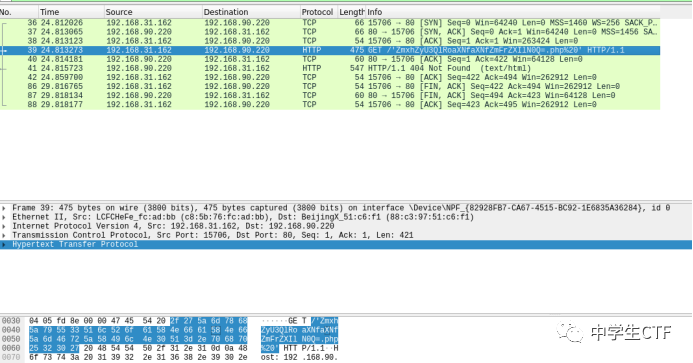 No. Time Source Destination Protocol Length Info
36 24.812026 192.168.31.162 192.168.90.220 TCP 66 15706 → 80 [SYN] Seq=0 Win=64240 Len=0 MSS=1460 WS=256 SACK_P…
37 24.813065 192.168.90.220 192.168.31.162 TCP 66 80 → 15706 [SYN, ACK] Seq=0 Ack=1 Win=64240 Len=0 MSS=1456 SA…
38 24.813123 192.168.31.162 192.168.90.220 TCP 54 15706 → 80 [ACK] Seq=1 Ack=1 Win=263424 Len=0
39 24.813273 192.168.31.162 192.168.90.220 HTTP 475 GET /'ZmxhZyU3QlRoaXNfaXNfZmFrZXIlN0Q=.php%20' HTTP/1.1
40 24.814181 192.168.90.220 192.168.31.162 TCP 60 80 → 15706 [ACK] Seq=1 Ack=422 Win=64128 Len=0
41 24.815723 192.168.90.220 192.168.31.162 HTTP 547 HTTP/1.1 404 Not Found (text/html)
42 24.859700 192.168.31.162 192.168.90.220 TCP 54 15706 → 80 [ACK] Seq=422 Ack=494 Win=262912 Len=0
86 29.816765 192.168.31.162 192.168.90.220 TCP 54 15706 → 80 [FIN, ACK] Seq=422 Ack=494 Win=262912 Len=0
87 29.818134 192.168.90.220 192.168.31.162 TCP 60 80 → 15706 [FIN, ACK] Seq=494 Ack=423 Win=64128 Len=0
88 29.818177 192.168.31.162 192.168.90.220 TCP 54 15706 → 80 [ACK] Seq=423 Ack=495 Win=262912 Len=0
Frame 39: 475 bytes on wire (3800 bits), 475 bytes captured (3800 bits) on interface \Device\NPF_{82928FB7-CA67-4515-BC92-1E6835A36284}, id 0
Ethernet II, Src: LCFCHeFe_fc:ad:bb (c8:5b:76:fc:ad:bb), Dst: BeijingX_51:c6:f1 (88:c3:97:51:c6:f1)
Internet Protocol Version 4, Src: 192.168.31.162, Dst: 192.168.90.220
Transmission Control Protocol, Src Port: 15706, Dst Port: 80, Seq: 1, Ack: 1, Len: 421
Hypertext Transfer Protocol
0030 04 05 fd 8e 00 00 47 45 54 20 2f 27 5a 6d 78 68 ······GE T /'Zmxh
0040 5a 79 55 33 51 6c 52 6f 61 58 4e 66 61 58 4e 66 ZyU3QlRo aXNfaXNf
0050 5a 6d 46 72 5a 58 49 6c 4e 30 51 3d 2e 70 68 70 ZmFrZXIl N0Q=.php
0060 25 32 30 27 20 48 54 54 50 2f 31 2e 31 0d 0a 48 %20' HTT P/1.1··H
0070 6f 73 74 3a 20 31 39 32 2e 31 36 38 2e 39 30 2e ost: 192 .168.90.
中学生CTF